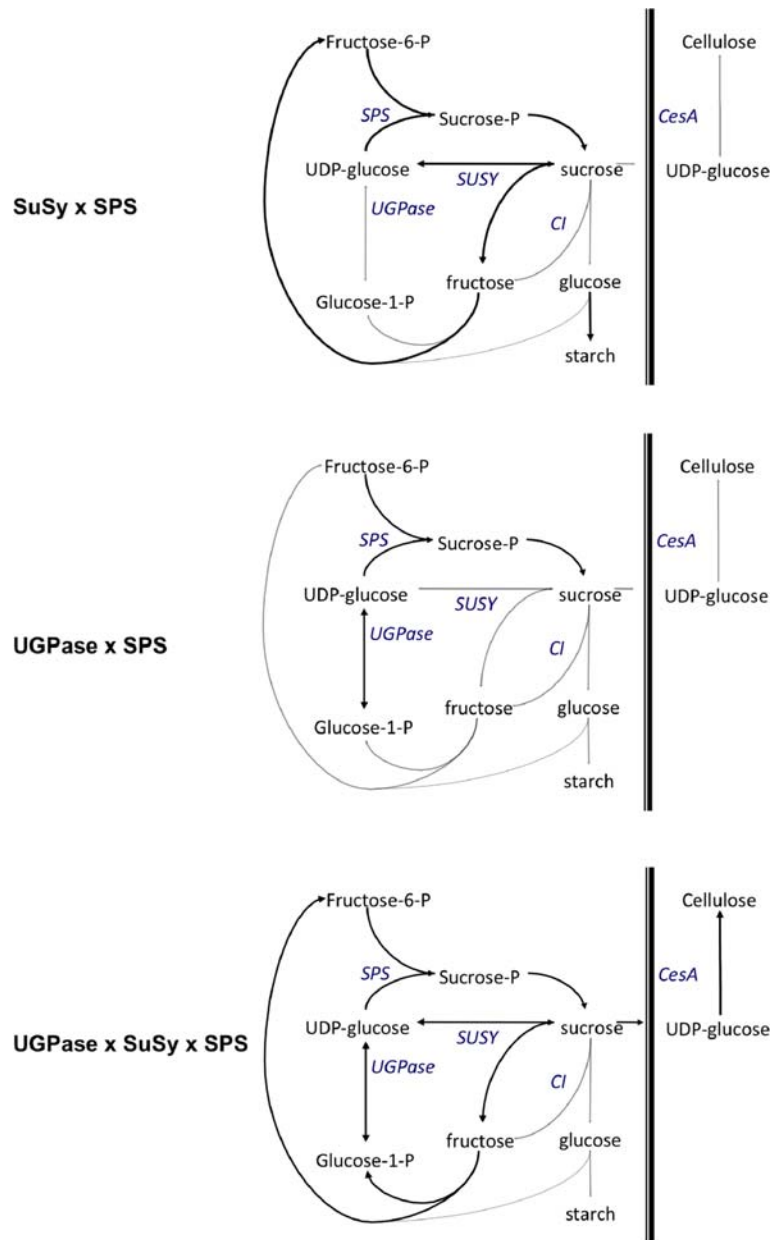 Fructose-6-P
Cellulose
SPS
Sucrose-P
CesA
UDP-glucose
sucrose
UDP-glucose
SUSY
SuSy x SPS
UGPase
CI
fructose
glucose
Glucose-1-P
starch
Fructose-6-P
Cellulose
SPS
Sucrose-P
CesA
UDP-glucose
sucrose
UDP-glucose
SUSY
UGPase x SPS
UGPase
CI
fructose
glucose
Glucose-1-P
starch
Fructose-6-P
Cellulose
SPS
Sucrose-P
CesA
UDP-glucose
sucrose
UDP-glucose
SUSY
UGPase x SuSy x SPS
UGPase
CI
fructose
glucose
Glucose-1-P
starch